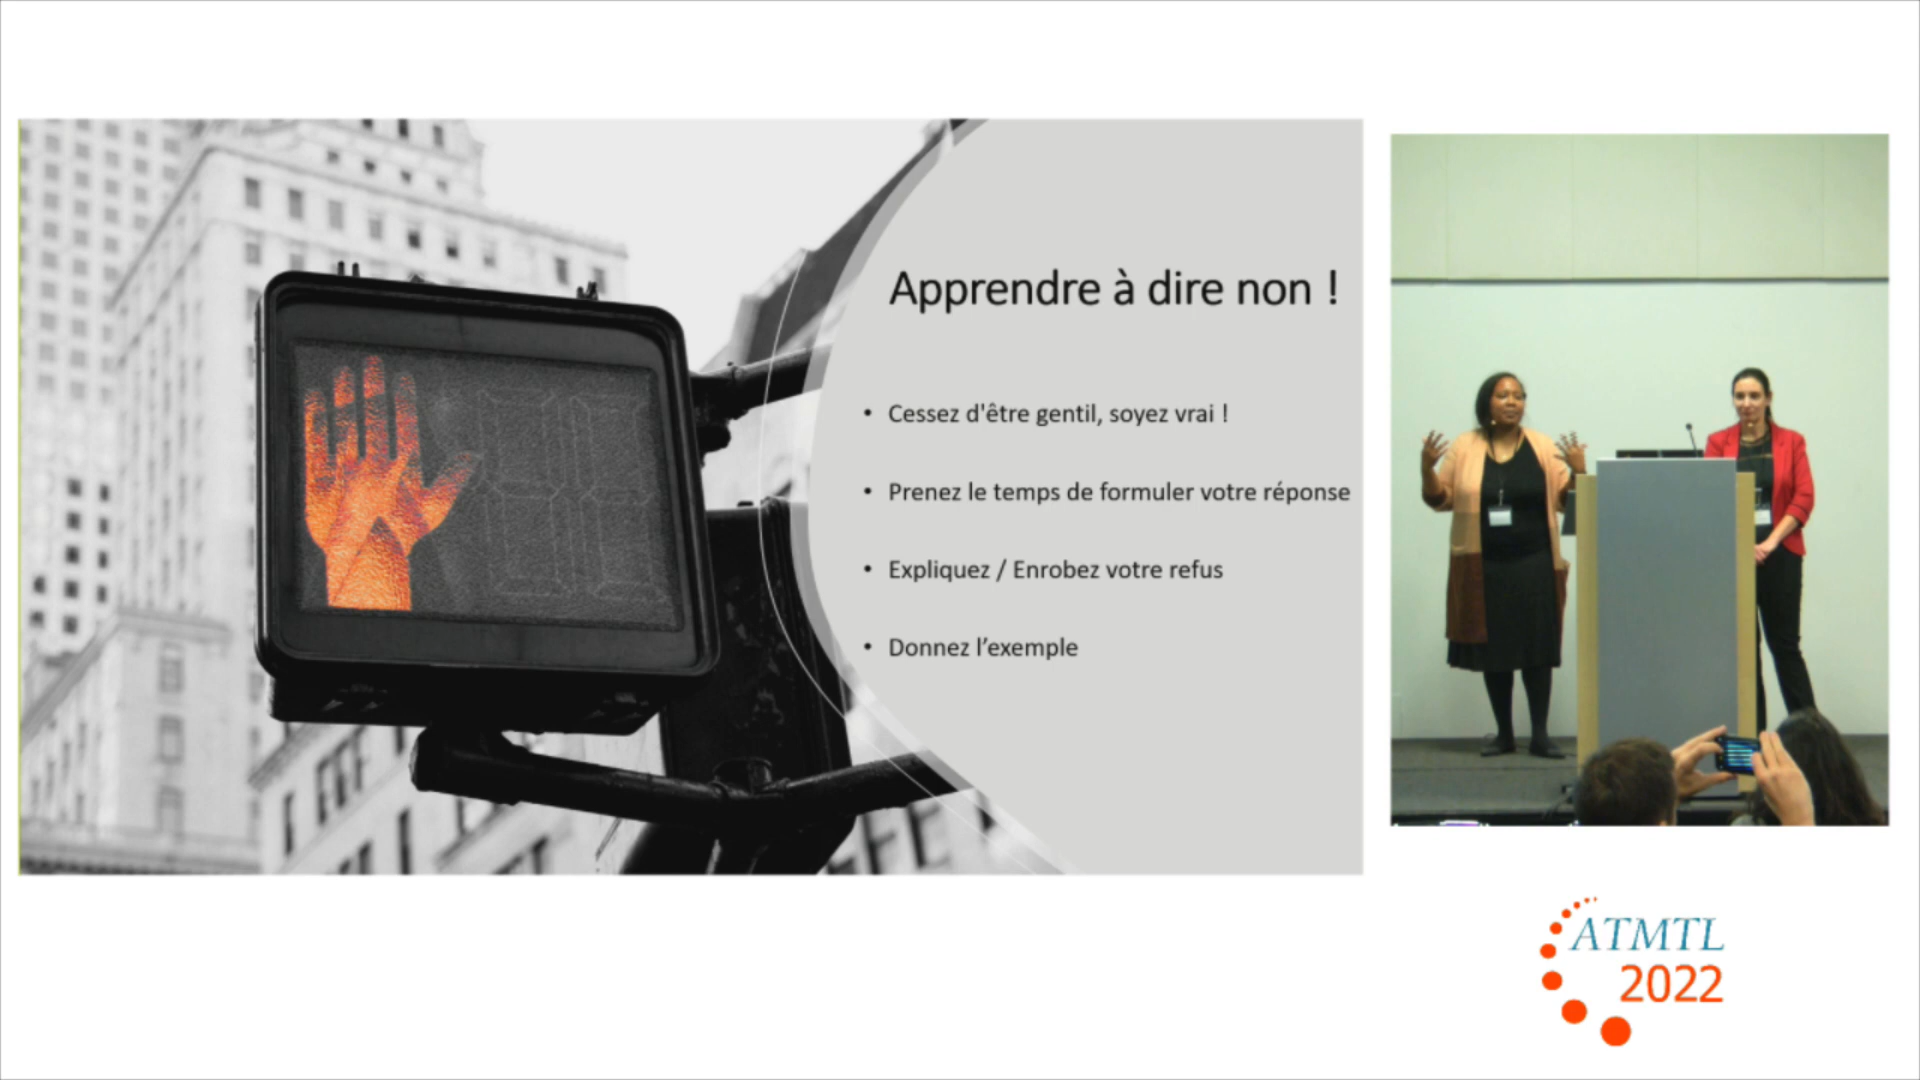 Apprendre à dire non !
• Cessez d'être gentil, soyez vrai !
• Prenez le temps de formuler votre réponse
• Expliquez / Enrobez votre refus
• Donnez l’exemple
ATMTL
2022